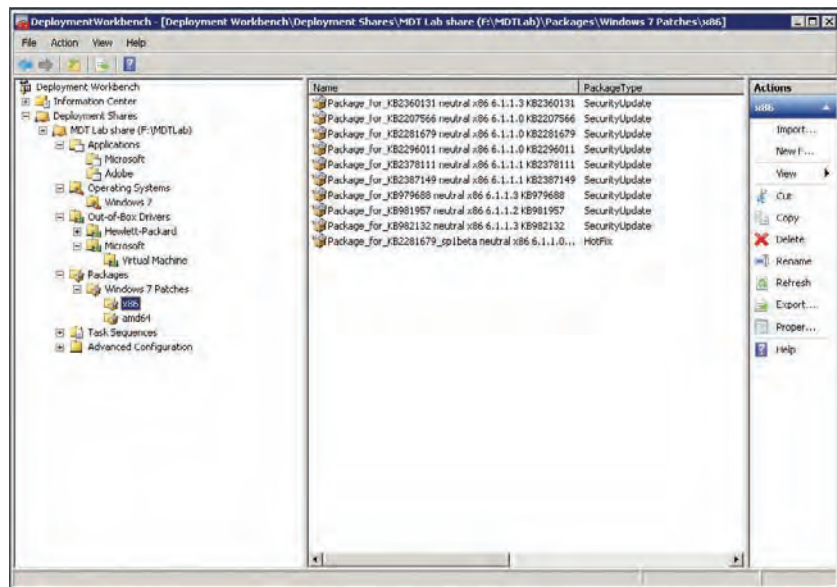 DeploymentWorkbench - [Deployment Workbench\Deployment Shares\MDT Lab share (F:\MDTLab)\Packages\Windows 7 Patches\x86]
File Action View Help
Deployment Workbench
Information Center
Deployment Shares
MDT Lab share (F:\MDTLab)
Applications
Microsoft
Adobe
Operating Systems
Windows 7
Out-of-Box Drivers
Hewlett-Packard
Microsoft
Virtual Machine
Packages
Windows 7 Patches
x86
amd64
Task Sequences
Advanced Configuration
Name PackageType
Package_for_KB2360131 neutral x86 6.1.1.3 KB2360131 SecurityUpdate
Package_for_KB2207566 neutral x86 6.1.1.0 KB2207566 SecurityUpdate
Package_for_KB2281679 neutral x86 6.1.1.0 KB2281679 SecurityUpdate
Package_for_KB2296011 neutral x86 6.1.1.0 KB2296011 SecurityUpdate
Package_for_KB2378111 neutral x86 6.1.1.1 KB2378111 SecurityUpdate
Package_for_KB2387149 neutral x86 6.1.1.1 KB2387149 SecurityUpdate
Package_for_KB979688 neutral x86 6.1.1.3 KB979688 SecurityUpdate
Package_for_KB981957 neutral x86 6.1.1.2 KB981957 SecurityUpdate
Package_for_KB982132 neutral x86 6.1.1.3 KB982132 SecurityUpdate
Package_for_KB2281679_sp1beta neutral x86 6.1.1.0... HotFix
Actions
x86
Import...
New F...
View
Cut
Copy
Delete
Rename
Refresh
Export...
Proper...
Help